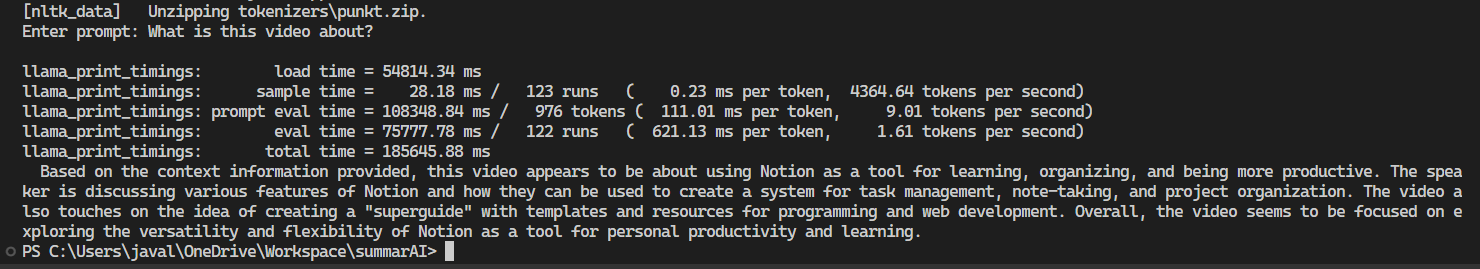 [nltk_data]   Unzipping tokenizers\punkt.zip.
Enter prompt: What is this video about?

llama_print_timings:        load time = 54814.34 ms
llama_print_timings:      sample time =    28.18 ms /   123 runs   (    0.23 ms per token,  4364.64 tokens per second)
llama_print_timings: prompt eval time = 108348.84 ms /   976 tokens (  111.01 ms per token,     9.01 tokens per second)
llama_print_timings:        eval time = 75777.78 ms /   122 runs   (  621.13 ms per token,     1.61 tokens per second)
llama_print_timings:       total time = 185645.88 ms
  Based on the context information provided, this video appears to be about using Notion as a tool for learning, organizing, and being more productive. The spea
ker is discussing various features of Notion and how they can be used to create a system for task management, note-taking, and project organization. The video a
lso touches on the idea of creating a "superguide" with templates and resources for programming and web development. Overall, the video seems to be focused on e
xploring the versatility and flexibility of Notion as a tool for personal productivity and learning.
PS C:\Users\javal\OneDrive\Workspace\summarAI>